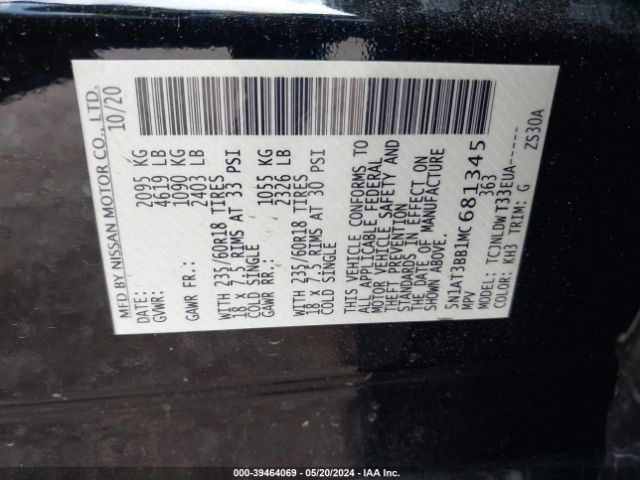 MFD BY NISSAN MOTOR CO., LTD.
DATE: 10/20
GVWR: 2095 KG
4619 LB
GAWR FR.: 1090 KG
2403 LB
WITH 235/60R18 TIRES
18 X 7.5 RIMS AT 33 PSI
COLD SINGLE
GAWR RR.: 1055 KG
2326 LB
WITH 235/60R18 TIRES
18 X 7.5 RIMS AT 30 PSI
COLD SINGLE
THIS VEHICLE CONFORMS TO
ALL APPLICABLE FEDERAL
MOTOR VEHICLE SAFETY AND
THEFT PREVENTION
STANDARDS IN EFFECT ON
THE DATE OF MANUFACTURE
SHOWN ABOVE.
5N1AT3BB1MC681345
MPV 363
MODEL: TCJNLDWT33EUA-----
COLOR: KH3 TRIM: G ZS30A
000-39464069 - 05/20/2024 - IAA Inc.